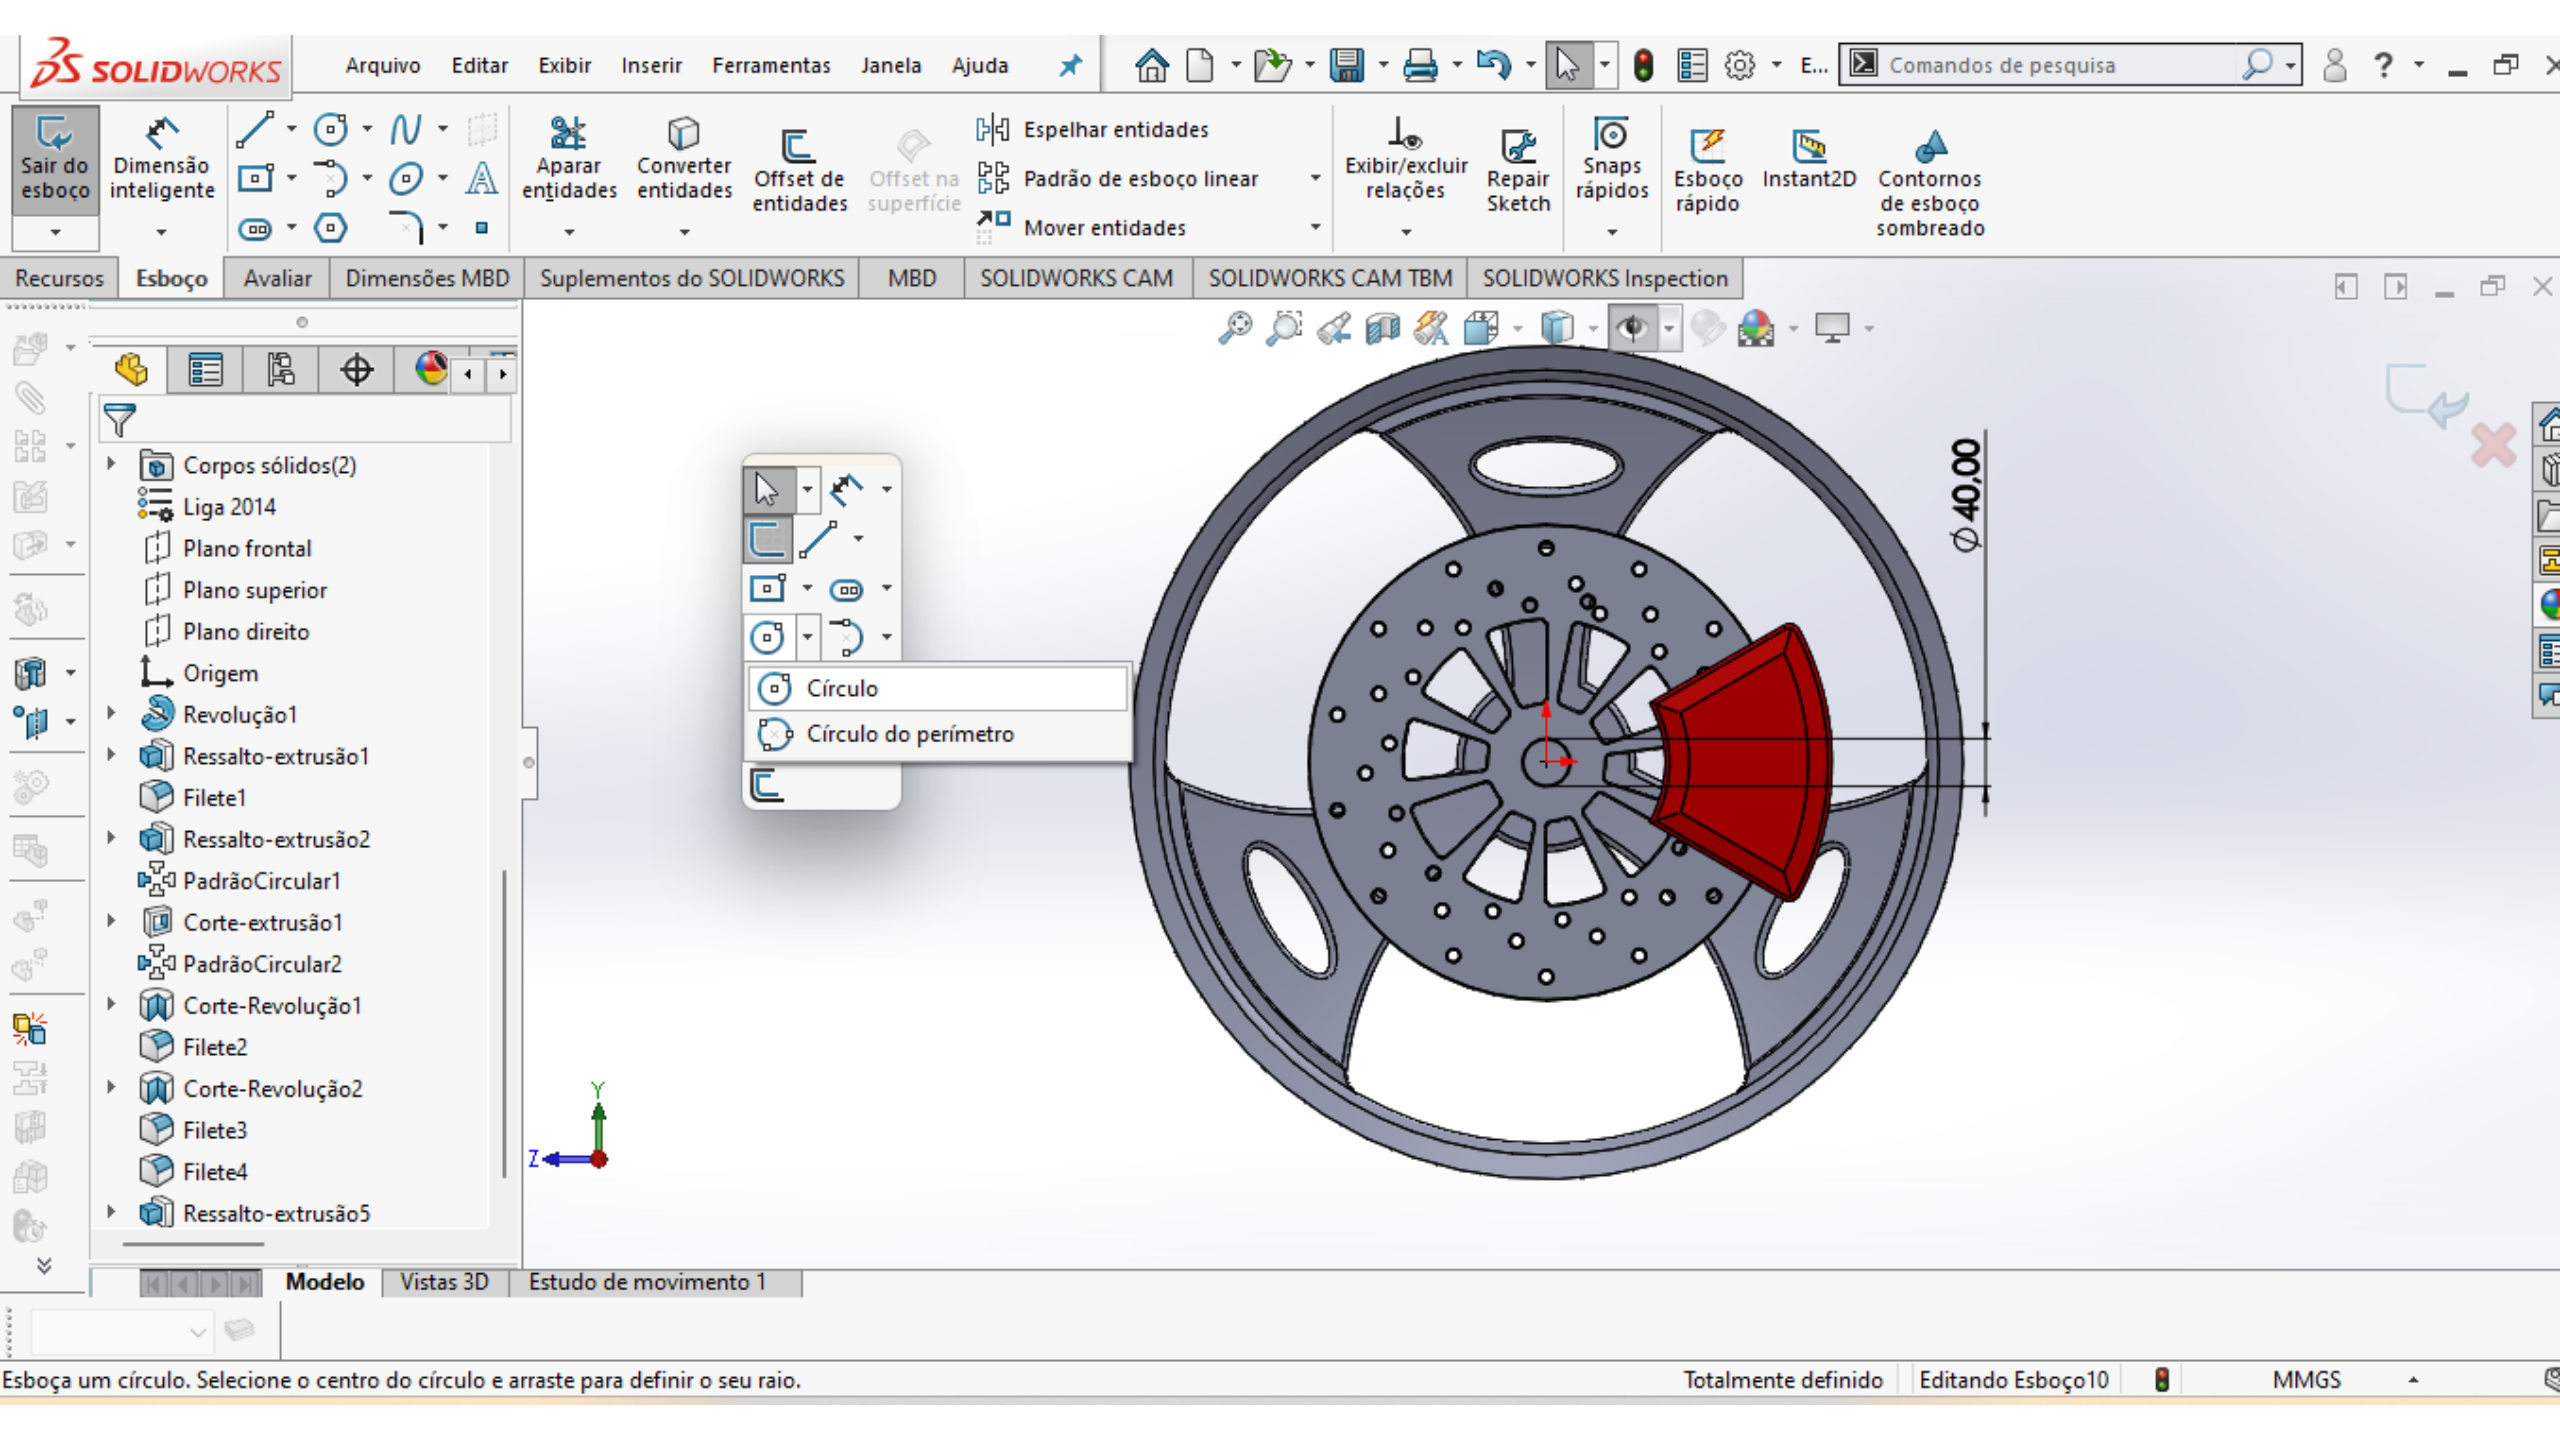 SOLIDWORKS
Arquivo Editar Exibir Inserir Ferramentas Janela Ajuda
E... Comandos de pesquisa
?
Sair do esboço
Dimensão inteligente
Aparar entidades
Converter entidades
Offset de entidades
Offset na superfície
Espelhar entidades
Padrão de esboço linear
Mover entidades
Exibir/excluir relações
Repair Sketch
Snaps rápidos
Esboço rápido
Instant2D
Contornos de esboço sombreado
Recursos Esboço Avaliar Dimensões MBD Suplementos do SOLIDWORKS MBD SOLIDWORKS CAM SOLIDWORKS CAM TBM SOLIDWORKS Inspection
Corpos sólidos(2)
Liga 2014
Plano frontal
Plano superior
Plano direito
Origem
Revolução1
Ressalto-extrusão1
Filete1
Ressalto-extrusão2
PadrãoCircular1
Corte-extrusão1
PadrãoCircular2
Corte-Revolução1
Filete2
Corte-Revolução2
Filete3
Filete4
Ressalto-extrusão5
Círculo
Círculo do perímetro
∅40,00
Y
Z
Modelo Vistas 3D Estudo de movimento 1
Esboça um círculo. Selecione o centro do círculo e arraste para definir o seu raio.
Totalmente definido Editando Esboço10 MMGS